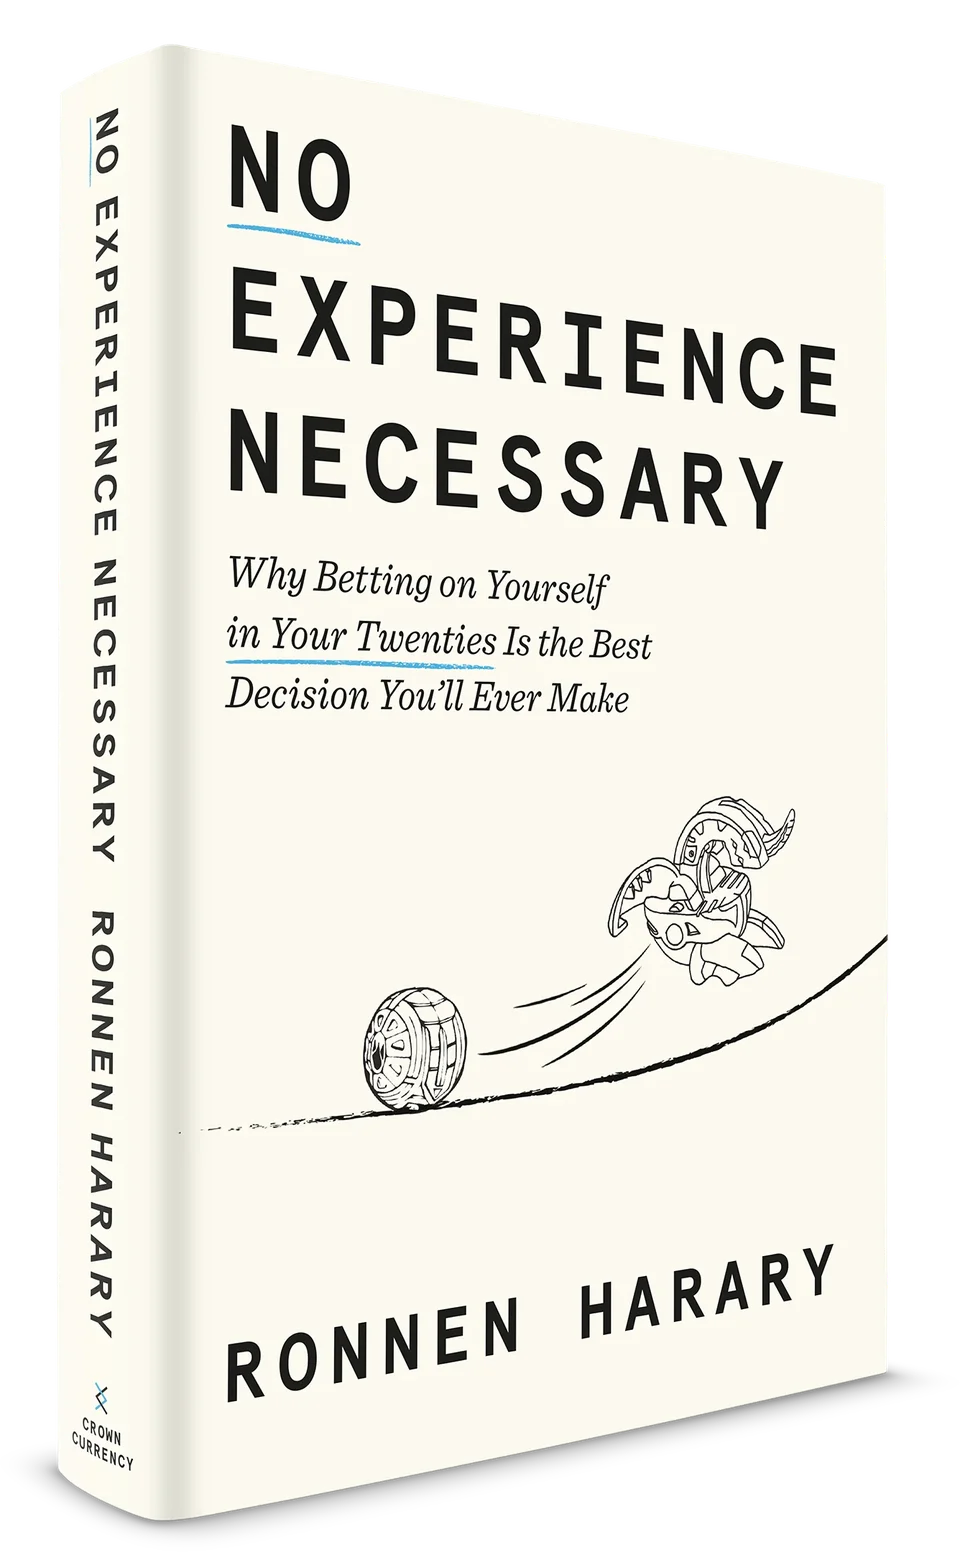 NO
EXPERIENCE
NECESSARY
Why Betting on Yourself
in Your Twenties Is the Best
Decision You'll Ever Make
RONNEN HARARY
NO EXPERIENCE NECESSARY RONNEN HARARY
CROWN
CURRENCY